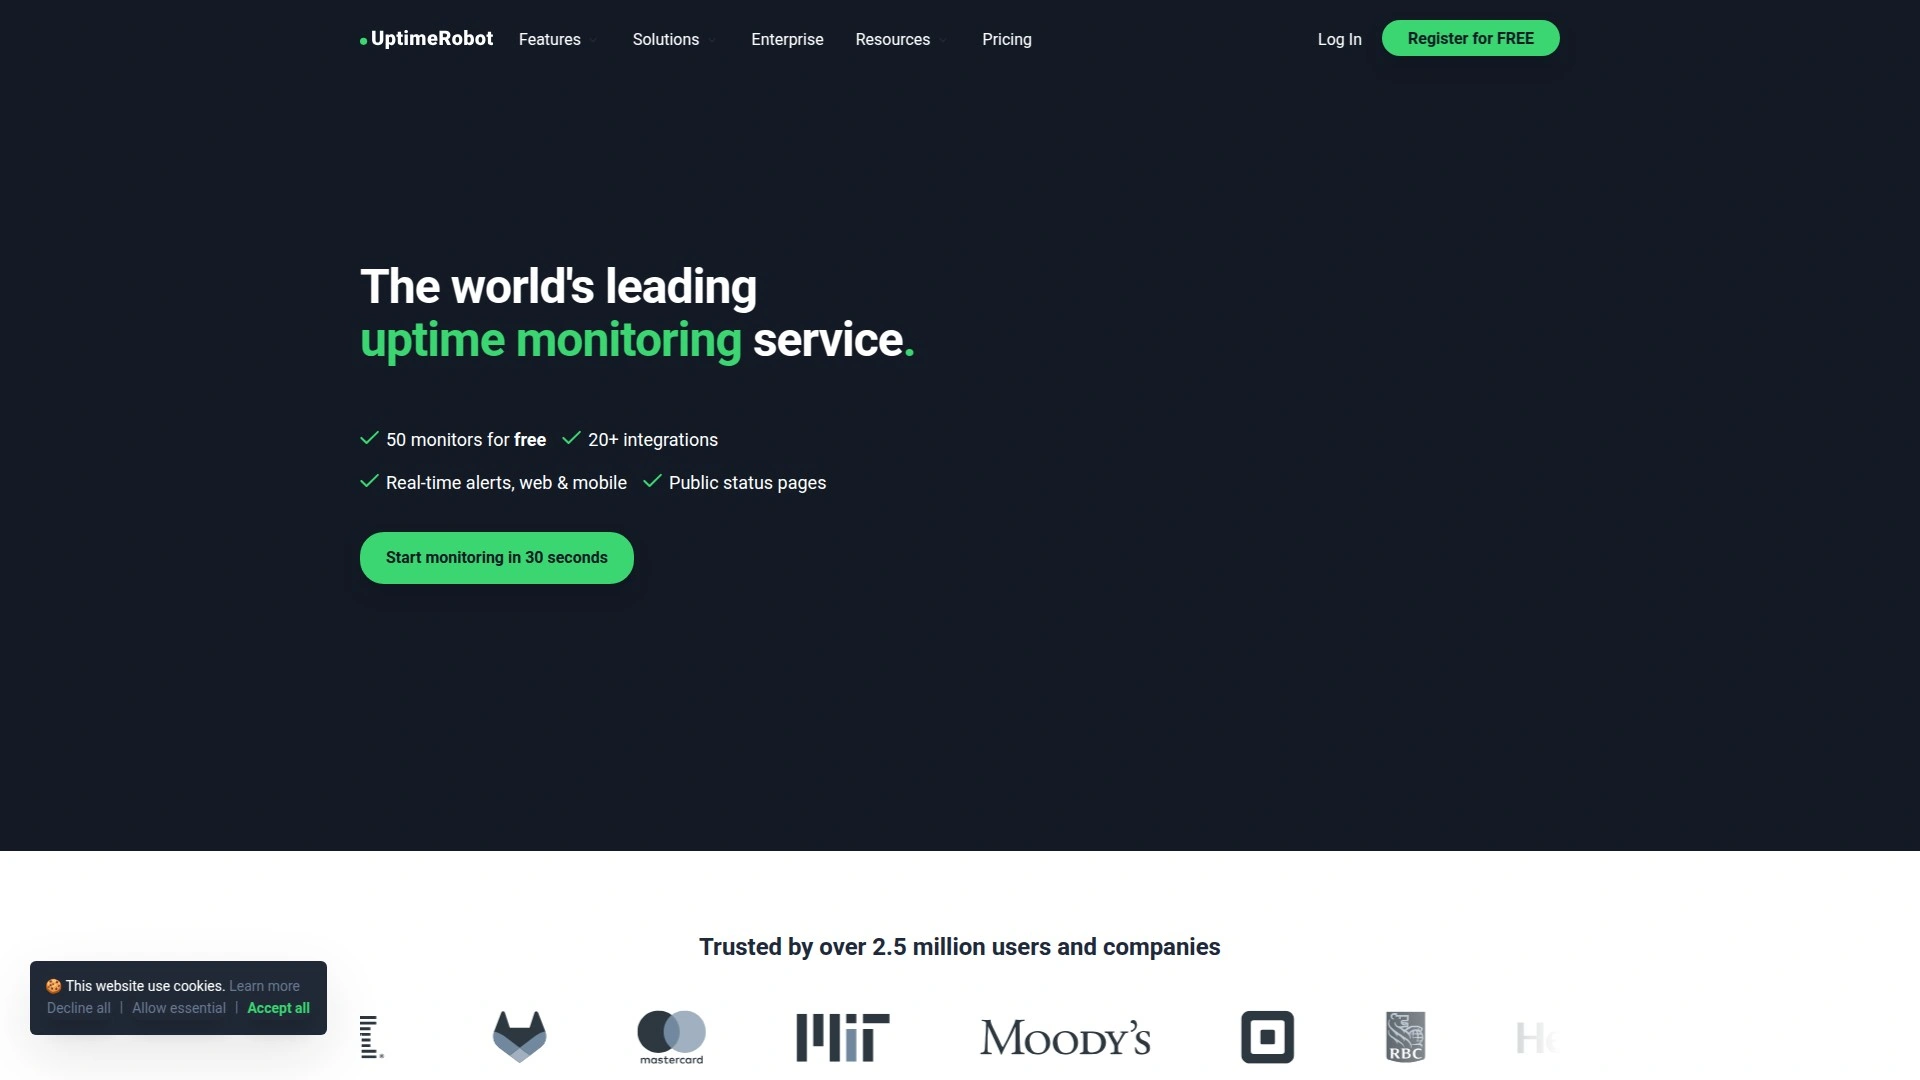 UptimeRobot Features Solutions Enterprise Resources Pricing Log In Register for FREE
The world's leading
uptime monitoring service.
50 monitors for free 20+ integrations
Real-time alerts, web & mobile Public status pages
Start monitoring in 30 seconds
Trusted by over 2.5 million users and companies
🍪 This website use cookies. Learn more
Decline all | Allow essential | Accept all
mastercard MiT MOODY'S RBC